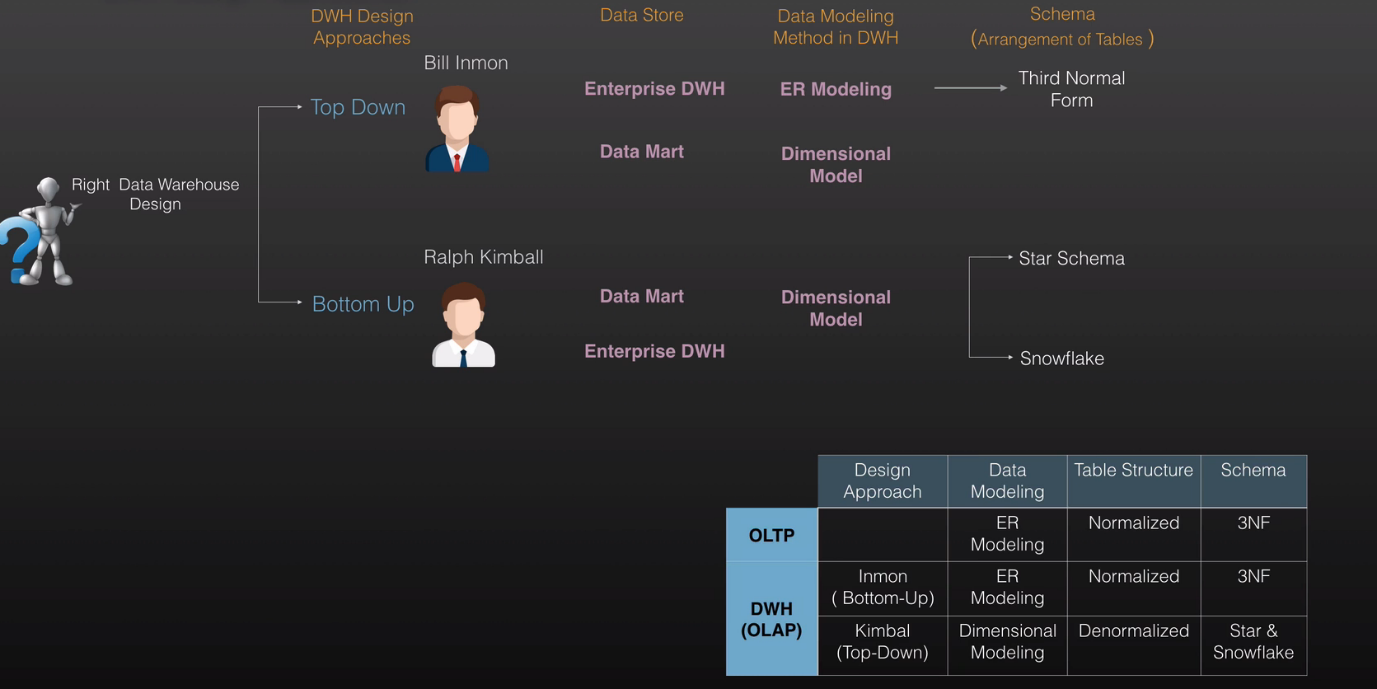 DWH Design
Approaches
Data Store
Data Modeling
Method in DWH
Schema
(Arrangement of Tables )
Bill Inmon
Top Down
Enterprise DWH
ER Modeling
Third Normal
Form
Data Mart
Dimensional
Model
Right Data Warehouse
Design
?
Ralph Kimball
Bottom Up
Data Mart
Dimensional
Model
Enterprise DWH
Star Schema
Snowflake
Design
Approach
Data
Modeling
Table Structure
Schema
OLTP
ER
Modeling
Normalized
3NF
DWH
(OLAP)
Inmon
( Bottom-Up)
ER
Modeling
Normalized
3NF
Kimbal
(Top-Down)
Dimensional
Modeling
Denormalized
Star &
Snowflake